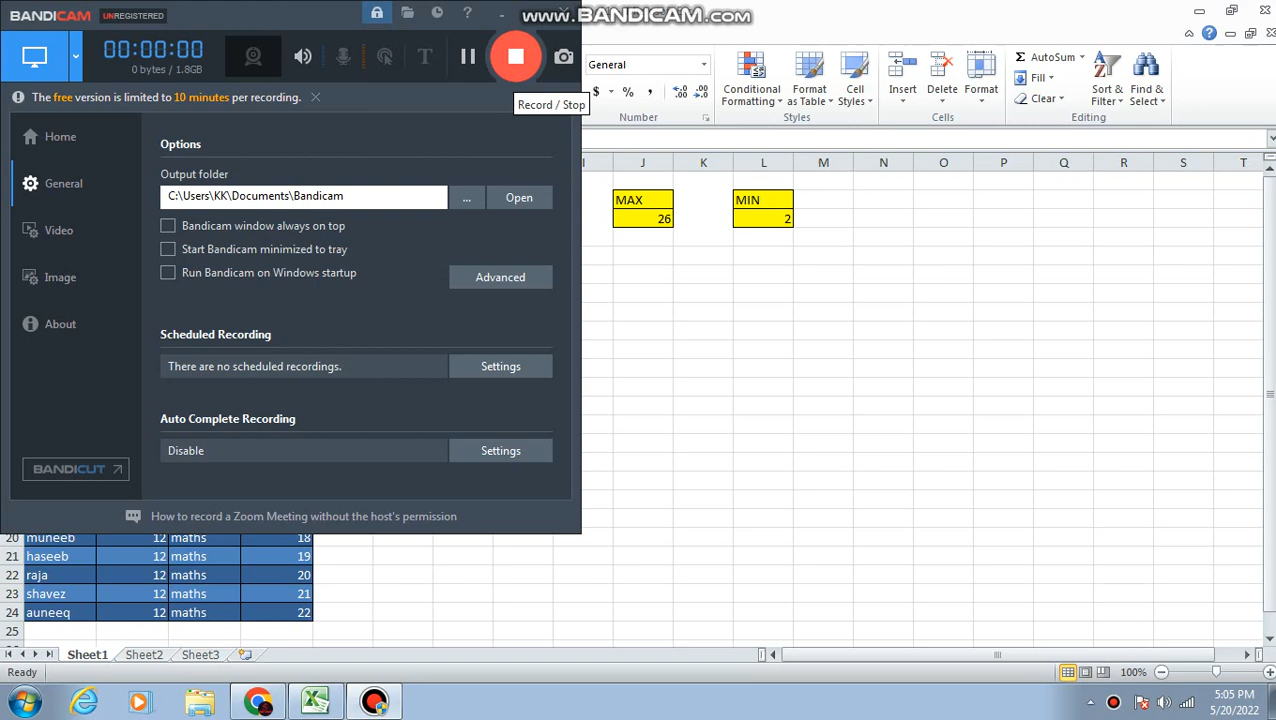 BANDICAM UNREGISTERED
www.BANDICAM.com
00:00:00
0 bytes / 1.8GB
The free version is limited to 10 minutes per recording.
Record / Stop
Home
General
Video
Image
About
BANDICUT
Options
Output folder
C:\Users\KK\Documents\Bandicam
... Open
Bandicam window always on top
Start Bandicam minimized to tray
Run Bandicam on Windows startup
Advanced
Scheduled Recording
There are no scheduled recordings. Settings
Auto Complete Recording
Disable Settings
How to record a Zoom Meeting without the host's permission
General
$ % ,
Number
Conditional Formatting
Format as Table
Cell Styles
Styles
Insert Delete Format
Cells
Σ AutoSum
Fill
Clear
Sort & Filter
Find & Select
Editing
J K L M N O P Q R S T
MAX MIN
26 2
20 muneeb 12 maths 18
21 haseeb 12 maths 19
22 raja 12 maths 20
23 shavez 12 maths 21
24 auneeq 12 maths 22
25
Sheet1 Sheet2 Sheet3
Ready 100%
5:05 PM
5/20/2022